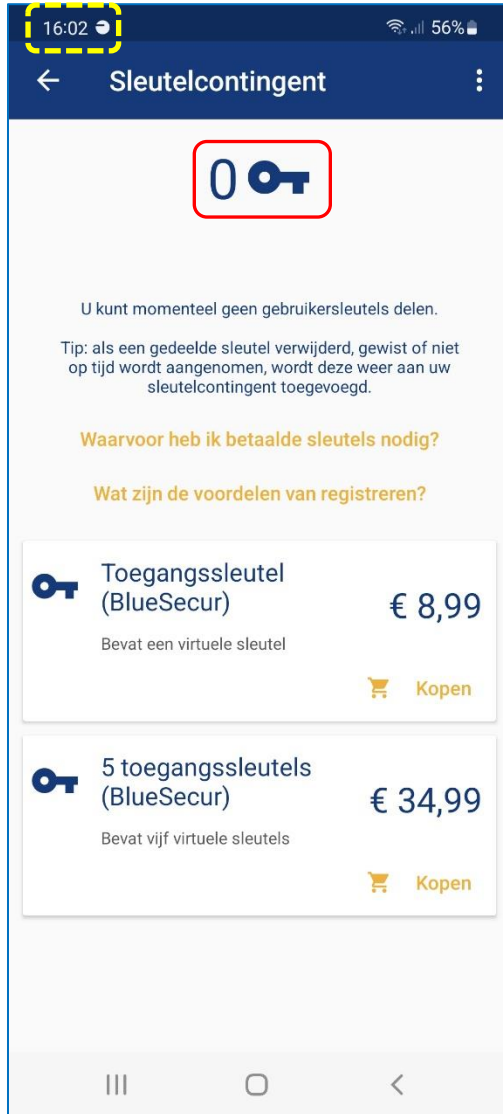 16:02 56%
Sleutelcontingent
0
U kunt momenteel geen gebruikersleutels delen.
Tip: als een gedeelde sleutel verwijderd, gewist of niet
op tijd wordt aangenomen, wordt deze weer aan uw
sleutelcontingent toegevoegd.
Waarvoor heb ik betaalde sleutels nodig?
Wat zijn de voordelen van registreren?
Toegangssleutel
(BlueSecur)
€ 8,99
Bevat een virtuele sleutel
Kopen
5 toegangssleutels
(BlueSecur)
€ 34,99
Bevat vijf virtuele sleutels
Kopen